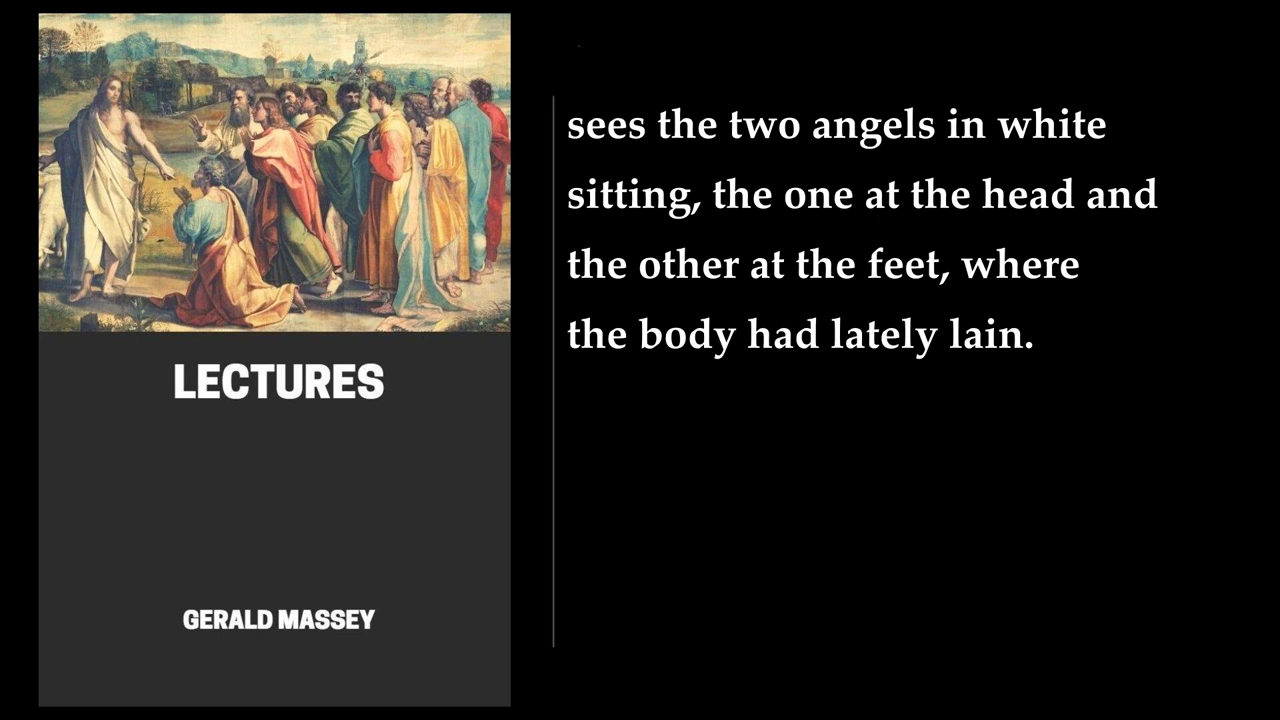 LECTURES
GERALD MASSEY
sees the two angels in white
sitting, the one at the head and
the other at the feet, where
the body had lately lain.